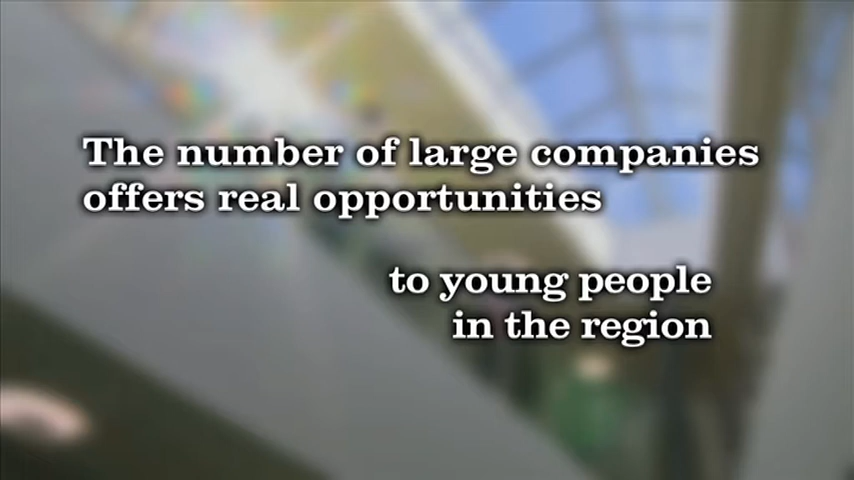 The number of large companies
offers real opportunities
to young people
in the region